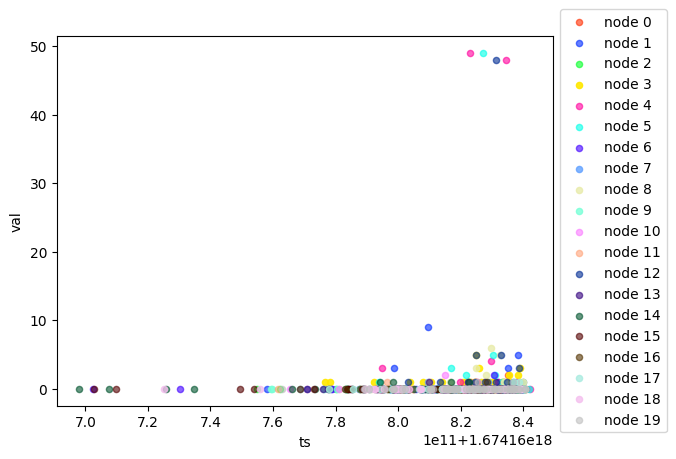 node 0
node 1
node 2
node 3
node 4
node 5
node 6
node 7
node 8
node 9
node 10
node 11
node 12
node 13
node 14
node 15
node 16
node 17
node 18
node 19
val
50
40
30
20
10
0
7.0 7.2 7.4 7.6 7.8 8.0 8.2 8.4
ts
1e11+1.67416e18